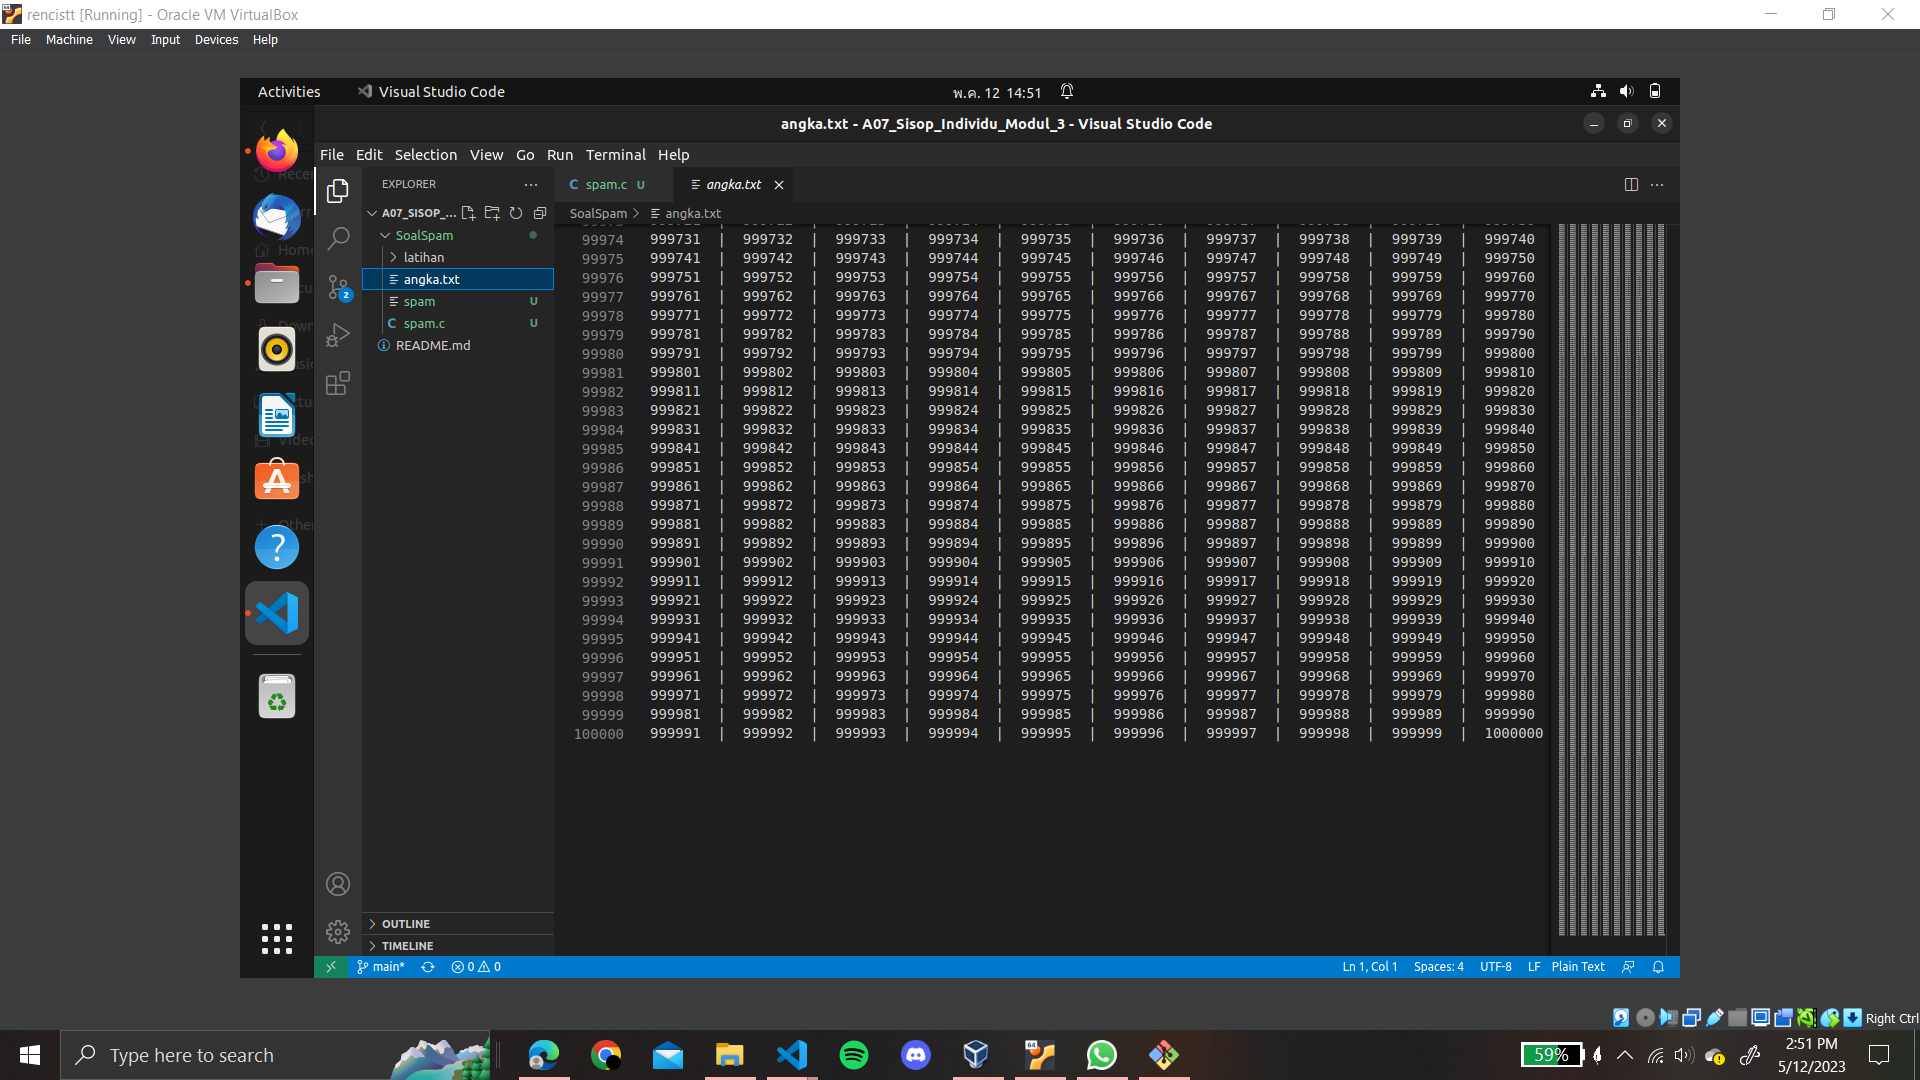 rencistt [Running] - Oracle VM VirtualBox
File Machine View Input Devices Help
Activities Visual Studio Code พ.ค. 12 14:51
angka.txt - A07_Sisop_Individu_Modul_3 - Visual Studio Code
File Edit Selection View Go Run Terminal Help
EXPLORER
A07_SISOP_...
SoalSpam
latihan
angka.txt
spam U
spam.c U
README.md
OUTLINE
TIMELINE
2
spam.c U angka.txt
SoalSpam > angka.txt
99974 999731 | 999732 | 999733 | 999734 | 999735 | 999736 | 999737 | 999738 | 999739 | 999740
99975 999741 | 999742 | 999743 | 999744 | 999745 | 999746 | 999747 | 999748 | 999749 | 999750
99976 999751 | 999752 | 999753 | 999754 | 999755 | 999756 | 999757 | 999758 | 999759 | 999760
99977 999761 | 999762 | 999763 | 999764 | 999765 | 999766 | 999767 | 999768 | 999769 | 999770
99978 999771 | 999772 | 999773 | 999774 | 999775 | 999776 | 999777 | 999778 | 999779 | 999780
99979 999781 | 999782 | 999783 | 999784 | 999785 | 999786 | 999787 | 999788 | 999789 | 999790
99980 999791 | 999792 | 999793 | 999794 | 999795 | 999796 | 999797 | 999798 | 999799 | 999800
99981 999801 | 999802 | 999803 | 999804 | 999805 | 999806 | 999807 | 999808 | 999809 | 999810
99982 999811 | 999812 | 999813 | 999814 | 999815 | 999816 | 999817 | 999818 | 999819 | 999820
99983 999821 | 999822 | 999823 | 999824 | 999825 | 999826 | 999827 | 999828 | 999829 | 999830
99984 999831 | 999832 | 999833 | 999834 | 999835 | 999836 | 999837 | 999838 | 999839 | 999840
99985 999841 | 999842 | 999843 | 999844 | 999845 | 999846 | 999847 | 999848 | 999849 | 999850
99986 999851 | 999852 | 999853 | 999854 | 999855 | 999856 | 999857 | 999858 | 999859 | 999860
99987 999861 | 999862 | 999863 | 999864 | 999865 | 999866 | 999867 | 999868 | 999869 | 999870
99988 999871 | 999872 | 999873 | 999874 | 999875 | 999876 | 999877 | 999878 | 999879 | 999880
99989 999881 | 999882 | 999883 | 999884 | 999885 | 999886 | 999887 | 999888 | 999889 | 999890
99990 999891 | 999892 | 999893 | 999894 | 999895 | 999896 | 999897 | 999898 | 999899 | 999900
99991 999901 | 999902 | 999903 | 999904 | 999905 | 999906 | 999907 | 999908 | 999909 | 999910
99992 999911 | 999912 | 999913 | 999914 | 999915 | 999916 | 999917 | 999918 | 999919 | 999920
99993 999921 | 999922 | 999923 | 999924 | 999925 | 999926 | 999927 | 999928 | 999929 | 999930
99994 999931 | 999932 | 999933 | 999934 | 999935 | 999936 | 999937 | 999938 | 999939 | 999940
99995 999941 | 999942 | 999943 | 999944 | 999945 | 999946 | 999947 | 999948 | 999949 | 999950
99996 999951 | 999952 | 999953 | 999954 | 999955 | 999956 | 999957 | 999958 | 999959 | 999960
99997 999961 | 999962 | 999963 | 999964 | 999965 | 999966 | 999967 | 999968 | 999969 | 999970
99998 999971 | 999972 | 999973 | 999974 | 999975 | 999976 | 999977 | 999978 | 999979 | 999980
99999 999981 | 999982 | 999983 | 999984 | 999985 | 999986 | 999987 | 999988 | 999989 | 999990
100000 999991 | 999992 | 999993 | 999994 | 999995 | 999996 | 999997 | 999998 | 999999 | 1000000
main* 0 0 Ln 1, Col 1 Spaces: 4 UTF-8 LF Plain Text
Right Ctrl
Type here to search
59%
2:51 PM
5/12/2023